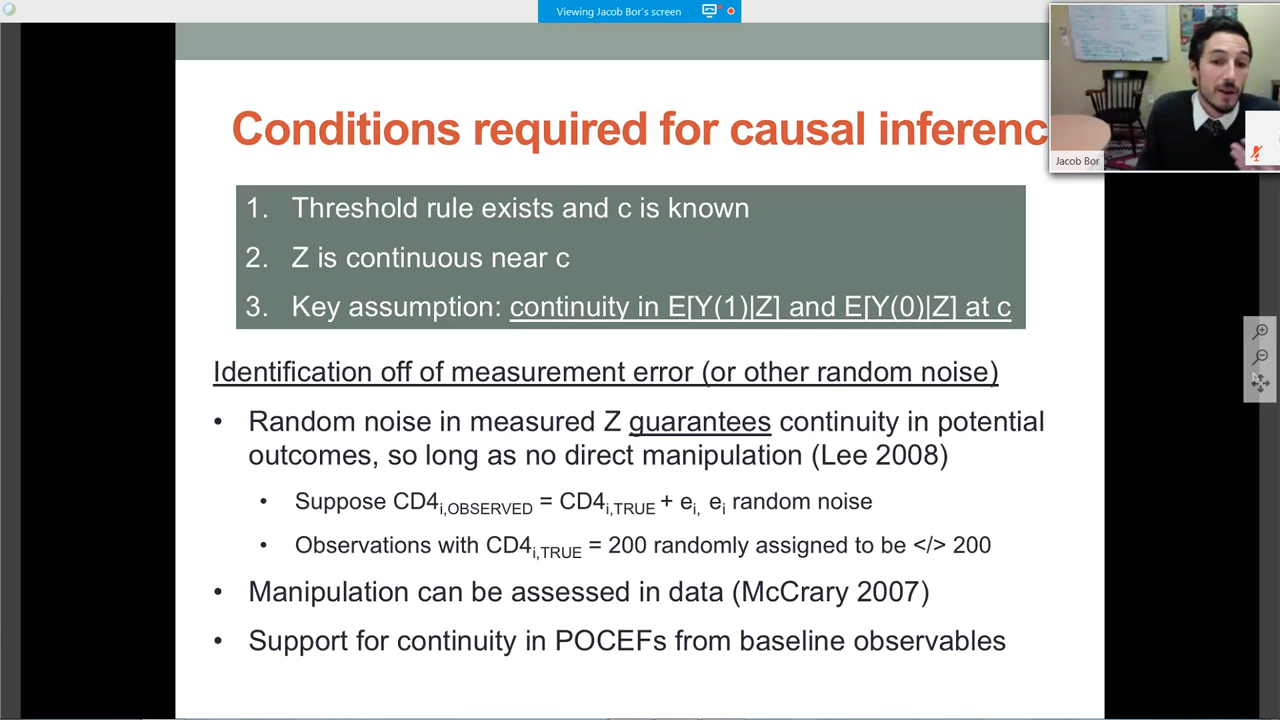 Viewing Jacob Bor's screen
Conditions required for causal inferenc
Jacob Bor
1. Threshold rule exists and c is known
2. Z is continuous near c
3. Key assumption: continuity in E[Y(1)|Z] and E[Y(0)|Z] at c
Identification off of measurement error (or other random noise)
• Random noise in measured Z guarantees continuity in potential
outcomes, so long as no direct manipulation (Lee 2008)
• Suppose CD4i,OBSERVED = CD4i,TRUE + ei, ei random noise
• Observations with CD4i,TRUE = 200 randomly assigned to be </> 200
• Manipulation can be assessed in data (McCrary 2007)
• Support for continuity in POCEFs from baseline observables